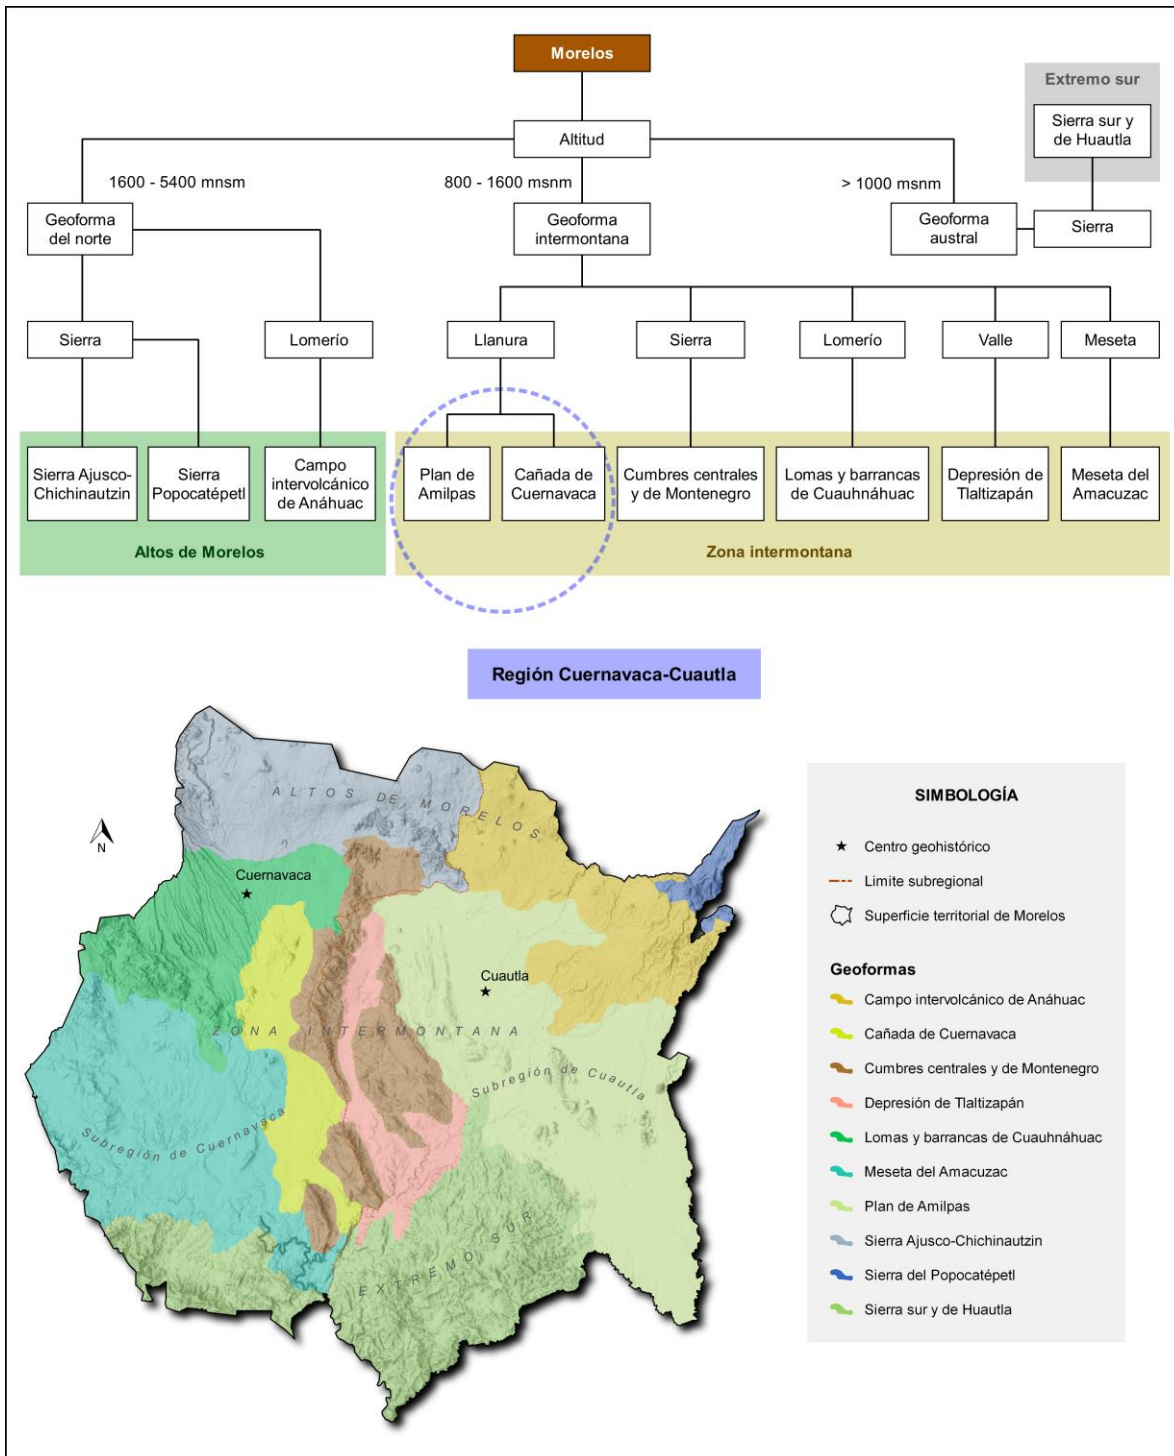 Morelos
Extremo sur
Altitud
Sierra sur y
de Huautla
1600 - 5400 mnsm
800 - 1600 msnm
> 1000 msnm
Geoforma
del norte
Geoforma
intermontana
Geoforma
austral
Sierra
Sierra
Lomerío
Llanura
Sierra
Lomerío
Valle
Meseta
Sierra Ajusco-
Chichinautzin
Sierra
Popocatépetl
Campo
intervolcánico
de Anáhuac
Plan de
Amilpas
Cañada de
Cuernavaca
Cumbres centrales
y de Montenegro
Lomas y barrancas
de Cuauhnáhuac
Depresión de
Tlaltizapán
Meseta del
Amacuzac
Altos de Morelos
Zona intermontana
Región Cuernavaca-Cuautla
N
ALTOS DE MORELOS
Cuernavaca
Cuautla
ZONA INTERMONTANA
Subregión de Cuernavaca
Subregión de Cuautla
EXTREMO SUR
SIMBOLOGÍA
Centro geohistórico
Limite subregional
Superficie territorial de Morelos
Geoformas
Campo intervolcánico de Anáhuac
Cañada de Cuernavaca
Cumbres centrales y de Montenegro
Depresión de Tlaltizapán
Lomas y barrancas de Cuauhnáhuac
Meseta del Amacuzac
Plan de Amilpas
Sierra Ajusco-Chichinautzin
Sierra del Popocatépetl
Sierra sur y de Huautla